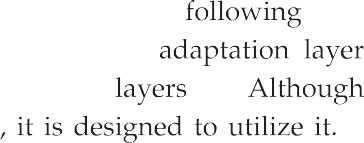 following
adaptation layer
layers Although
, it is designed to utilize it.